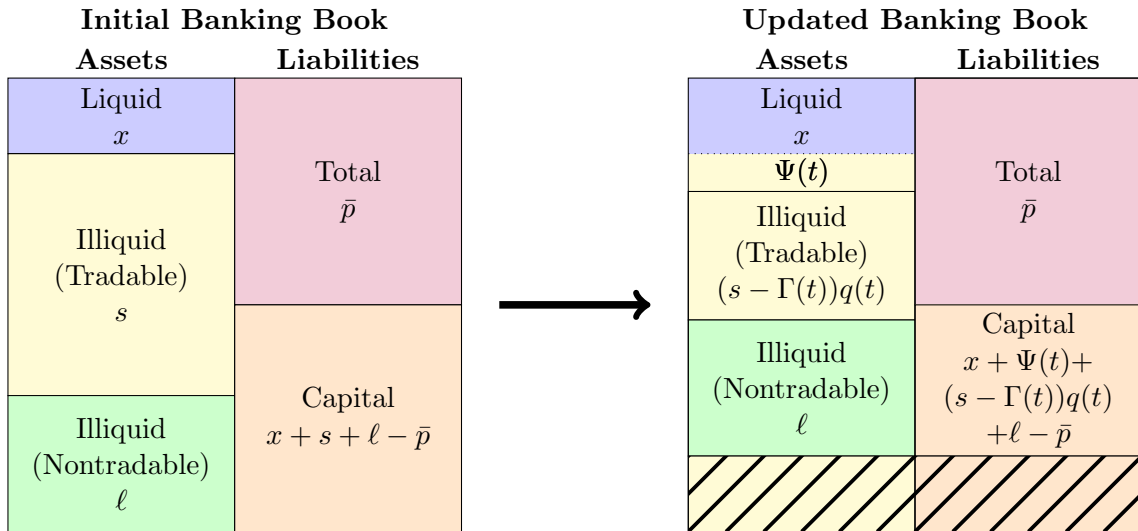 Initial Banking Book
Assets
Liabilities
Liquid
x
Illiquid
(Tradable)
s
Illiquid
(Nontradable)
ℓ
Total
p̄
Capital
x + s + ℓ − p̄
Updated Banking Book
Assets
Liabilities
Liquid
x
Ψ(t)
Illiquid
(Tradable)
(s − Γ(t))q(t)
Illiquid
(Nontradable)
ℓ
Total
p̄
Capital
x + Ψ(t)+
(s − Γ(t))q(t)
+ℓ − p̄